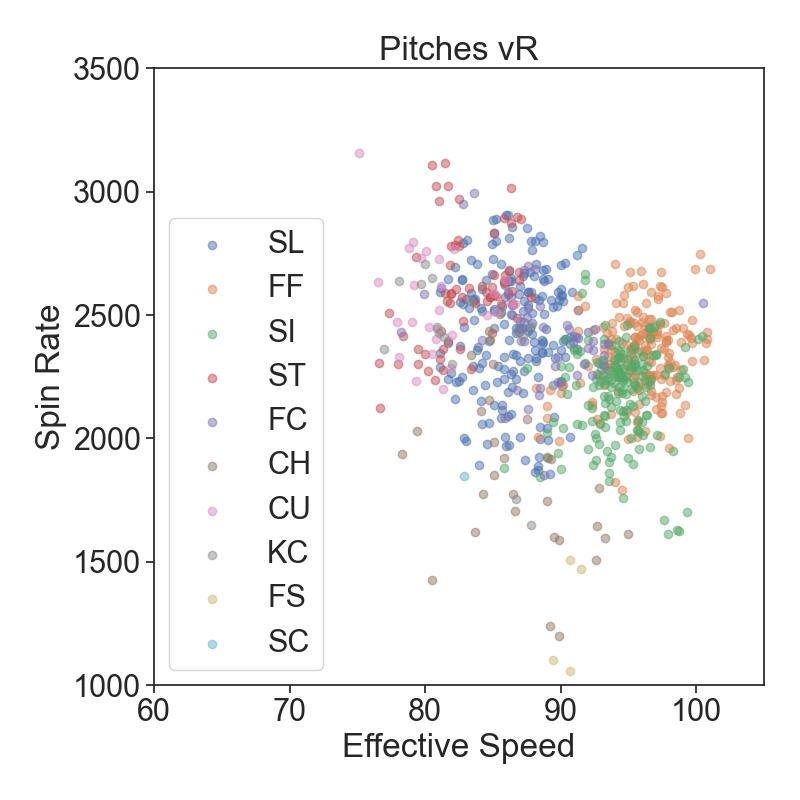 Pitches vR
3500
3000
2500
2000
1500
1000
Spin Rate
SL
FF
SI
ST
FC
CH
CU
KC
FS
SC
60 70 80 90 100
Effective Speed